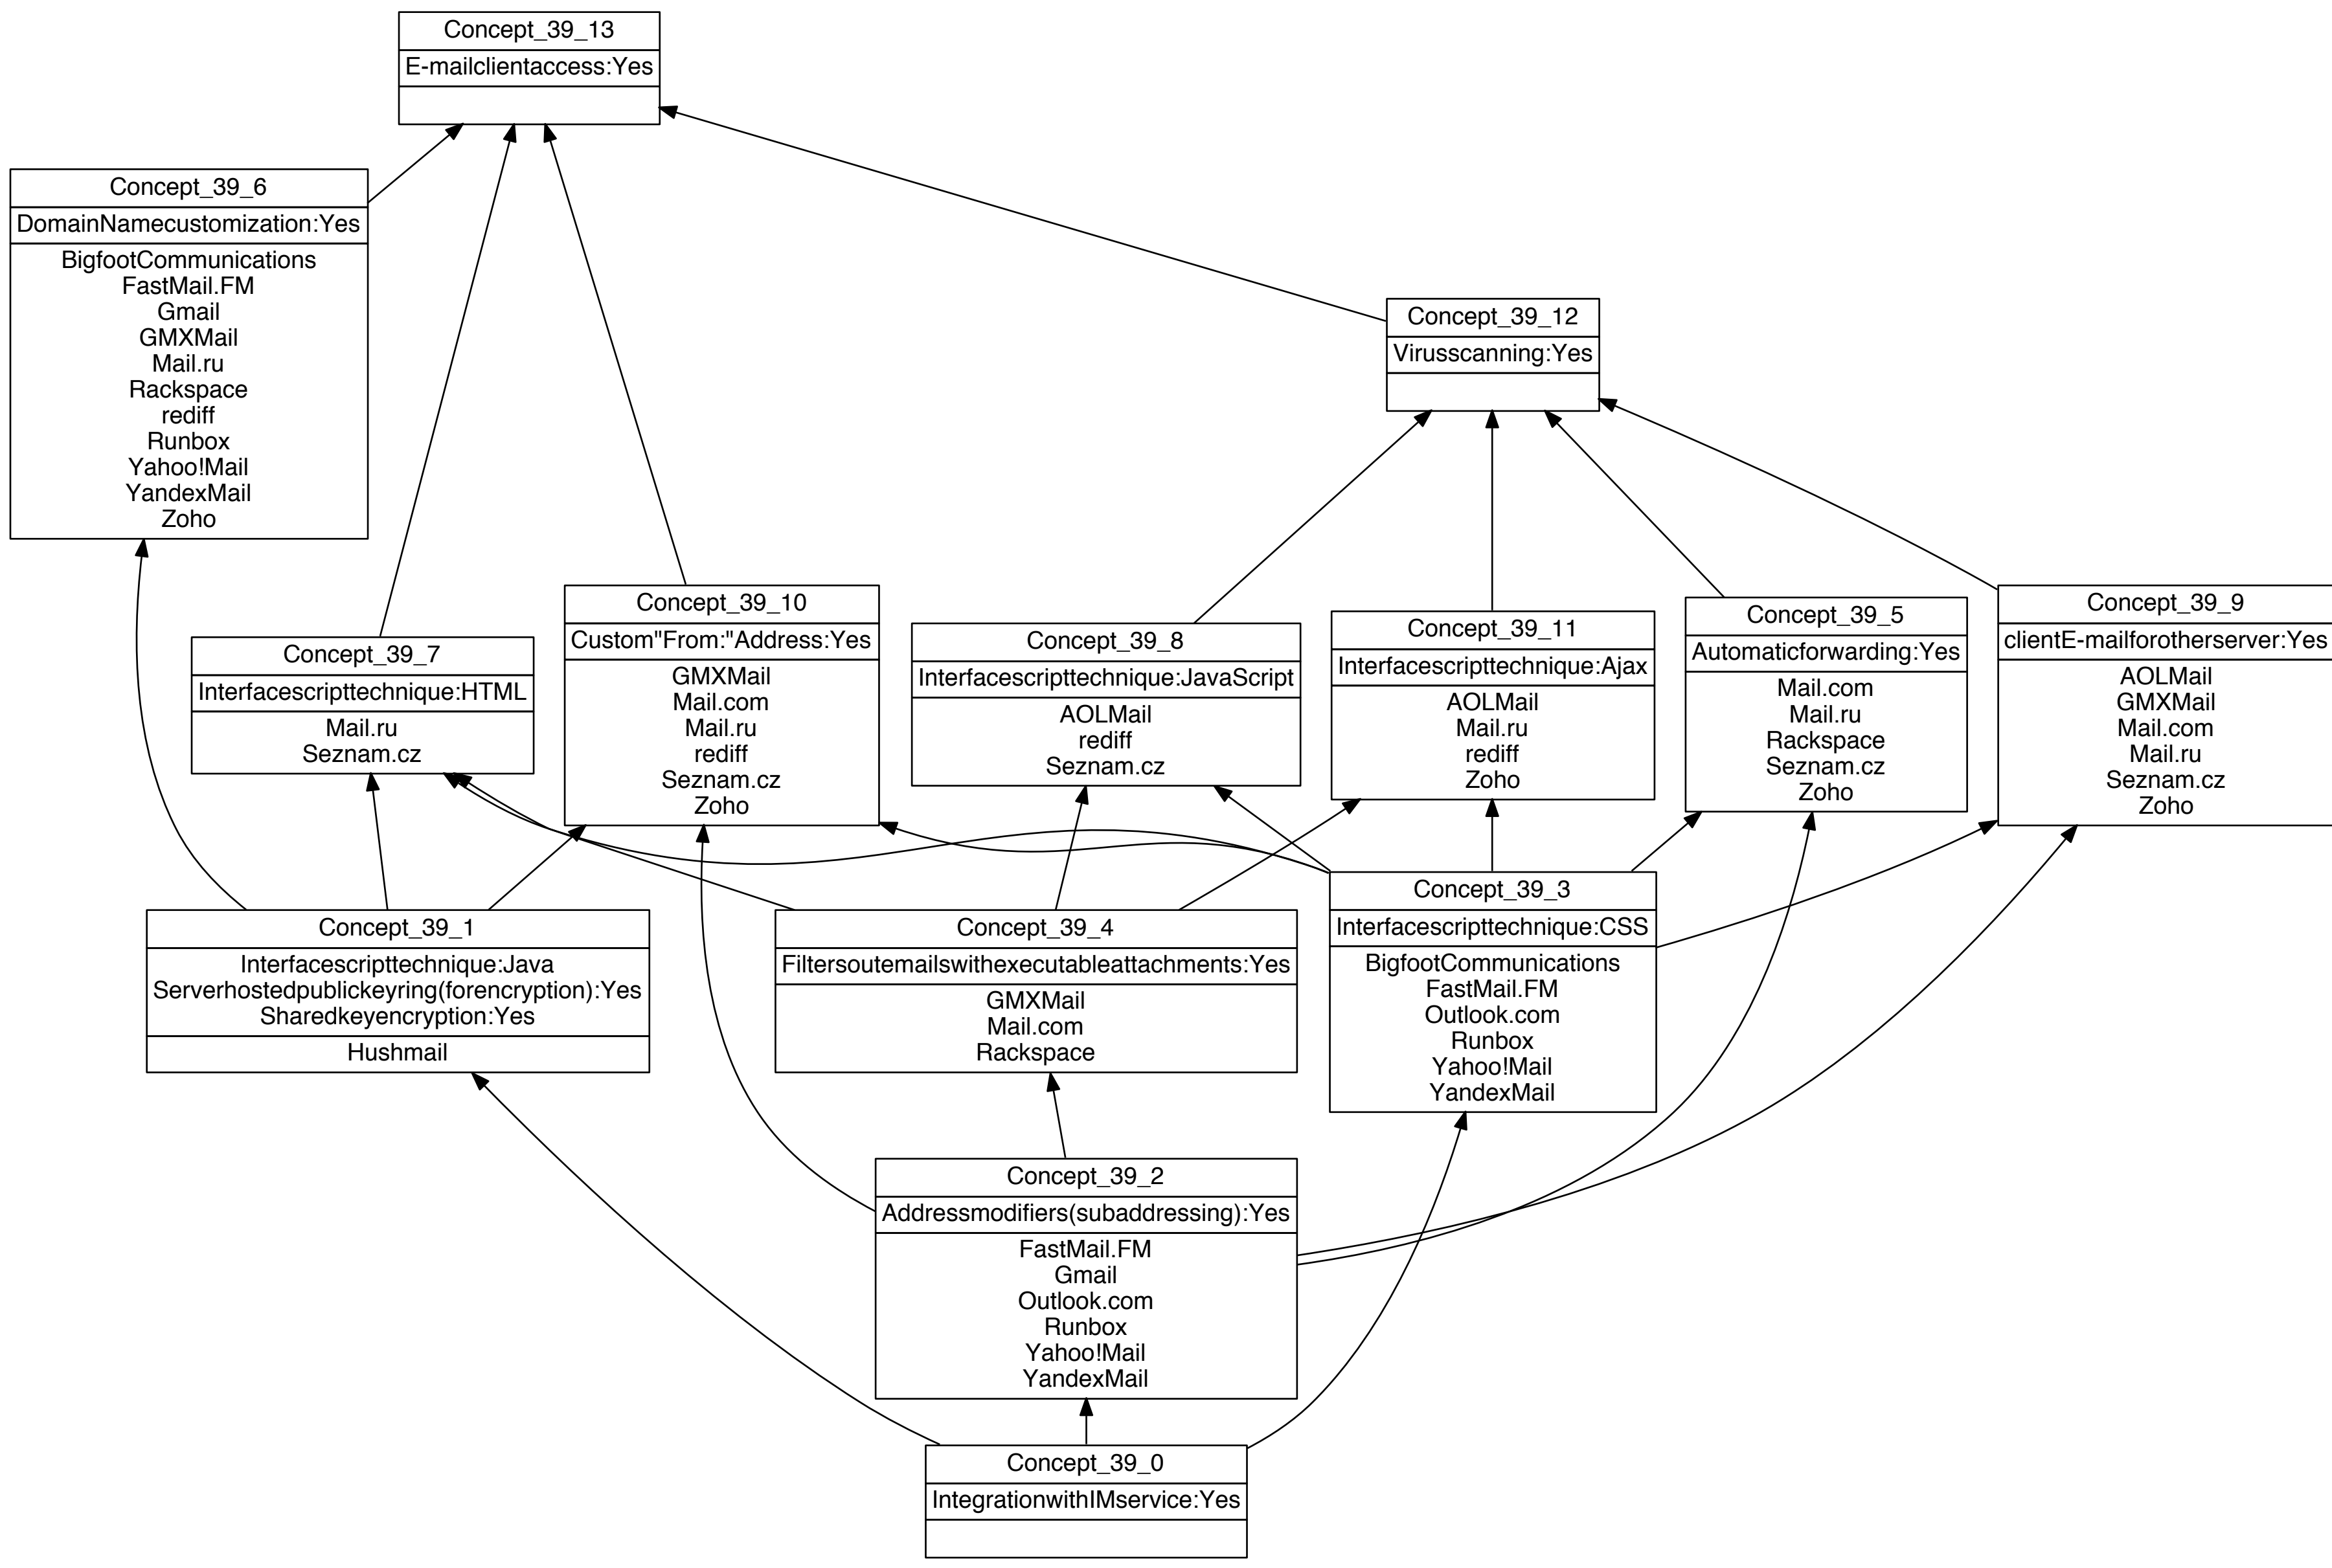 Concept_39_13
E-mailclientaccess:Yes
Concept_39_6
DomainNamecustomization:Yes
BigfootCommunications
FastMail.FM
Gmail
GMXMail
Mail.ru
Rackspace
rediff
Runbox
Yahoo!Mail
YandexMail
Zoho
Concept_39_12
Virusscanning:Yes
Concept_39_7
Interfacescripttechnique:HTML
Mail.ru
Seznam.cz
Concept_39_10
Custom"From:"Address:Yes
GMXMail
Mail.com
Mail.ru
rediff
Seznam.cz
Zoho
Concept_39_8
Interfacescripttechnique:JavaScript
AOLMail
rediff
Seznam.cz
Concept_39_11
Interfacescripttechnique:Ajax
AOLMail
Mail.ru
rediff
Zoho
Concept_39_5
Automaticforwarding:Yes
Mail.com
Mail.ru
Rackspace
Seznam.cz
Zoho
Concept_39_9
clientE-mailforotherserver:Yes
AOLMail
GMXMail
Mail.com
Mail.ru
Seznam.cz
Zoho
Concept_39_1
Interfacescripttechnique:Java
Serverhostedpublickeyring(forencryption):Yes
Sharedkeyencryption:Yes
Hushmail
Concept_39_4
Filtersoutemailswithexecutableattachments:Yes
GMXMail
Mail.com
Rackspace
Concept_39_3
Interfacescripttechnique:CSS
BigfootCommunications
FastMail.FM
Outlook.com
Runbox
Yahoo!Mail
YandexMail
Concept_39_2
Addressmodifiers(subaddressing):Yes
FastMail.FM
Gmail
Outlook.com
Runbox
Yahoo!Mail
YandexMail
Concept_39_0
IntegrationwithIMservice:Yes